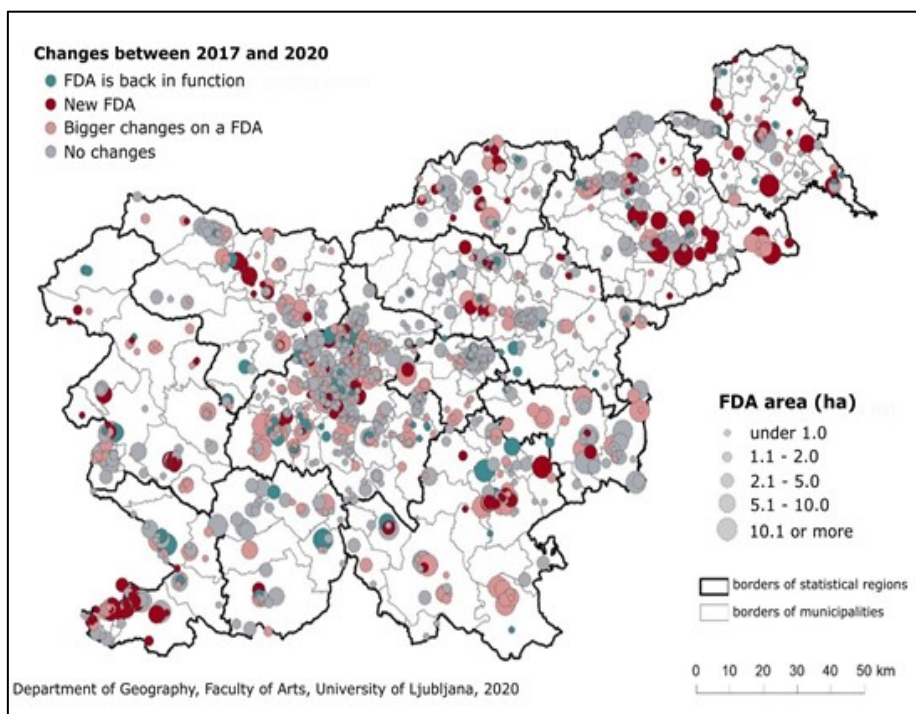 Changes between 2017 and 2020
FDA is back in function
New FDA
Bigger changes on a FDA
No changes
FDA area (ha)
under 1.0
1.1 - 2.0
2.1 - 5.0
5.1 - 10.0
10.1 or more
borders of statistical regions
borders of municipalities
0 10 20 30 40 50 km
Department of Geography, Faculty of Arts, University of Ljubljana, 2020